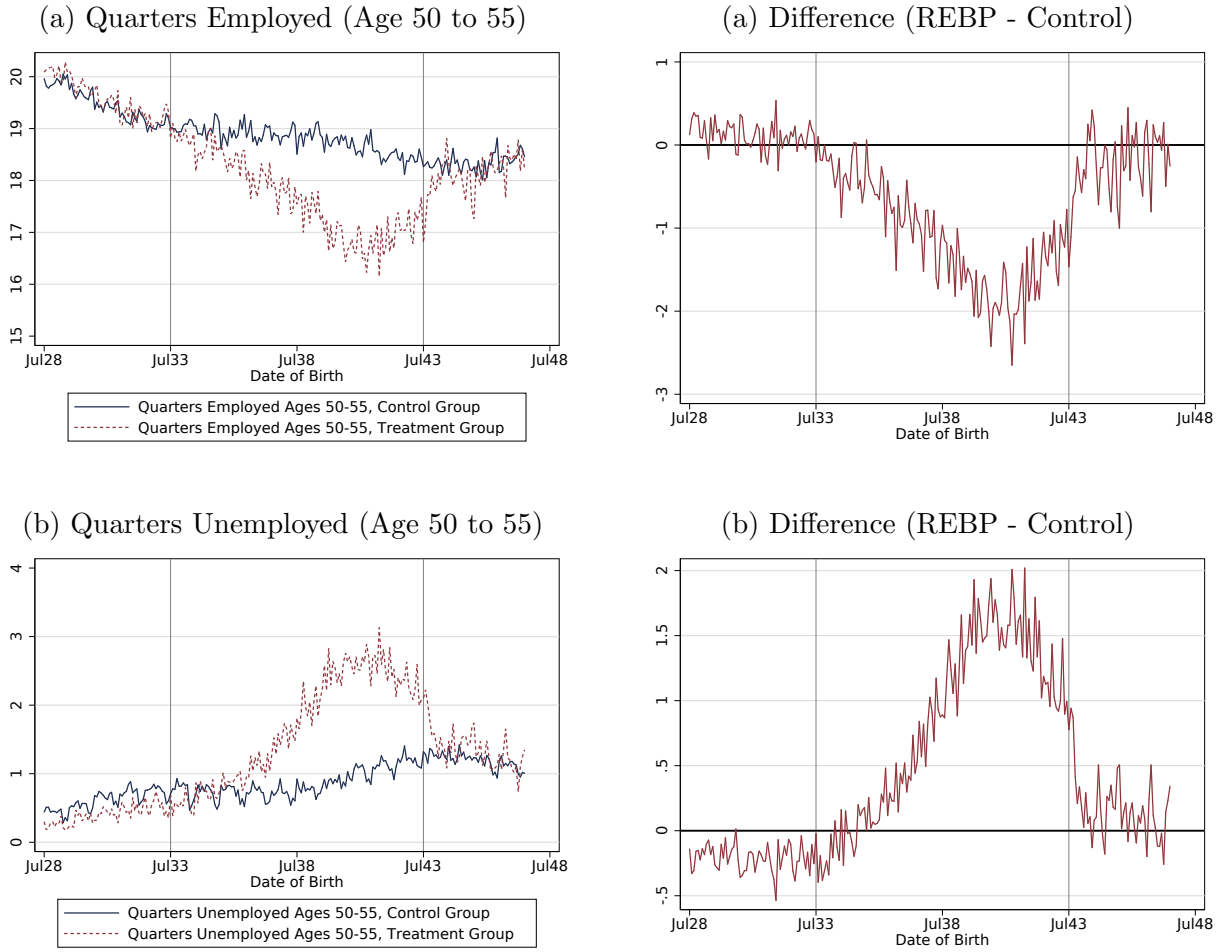 (a) Quarters Employed (Age 50 to 55)
20
19
18
17
16
15
Jul28 Jul33 Jul38 Jul43 Jul48
Date of Birth
Quarters Employed Ages 50-55, Control Group
Quarters Employed Ages 50-55, Treatment Group
(a) Difference (REBP - Control)
1
0
-1
-2
-3
Jul28 Jul33 Jul38 Jul43 Jul48
Date of Birth
(b) Quarters Unemployed (Age 50 to 55)
4
3
2
1
0
Jul28 Jul33 Jul38 Jul43 Jul48
Date of Birth
Quarters Unemployed Ages 50-55, Control Group
Quarters Unemployed Ages 50-55, Treatment Group
(b) Difference (REBP - Control)
2
1.5
1
.5
0
-.5
Jul28 Jul33 Jul38 Jul43 Jul48
Date of Birth